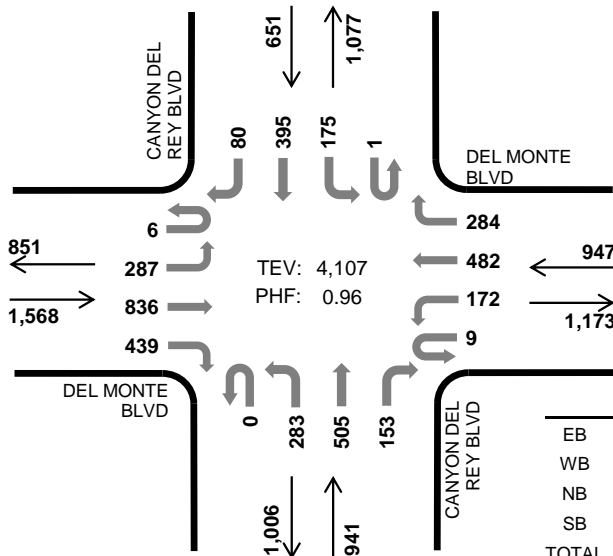 651
1,077
CANYON DEL
REY BLVD
80
395
175
1
DEL MONTE
BLVD
6
284
851
287
TEV: 4,107
482
947
1,568
836
PHF: 0.96
172
1,173
439
9
DEL MONTE
BLVD
0
283
505
153
CANYON DEL
REY BLVD
EB
WB
NB
SB
1,006
941
TOTAL